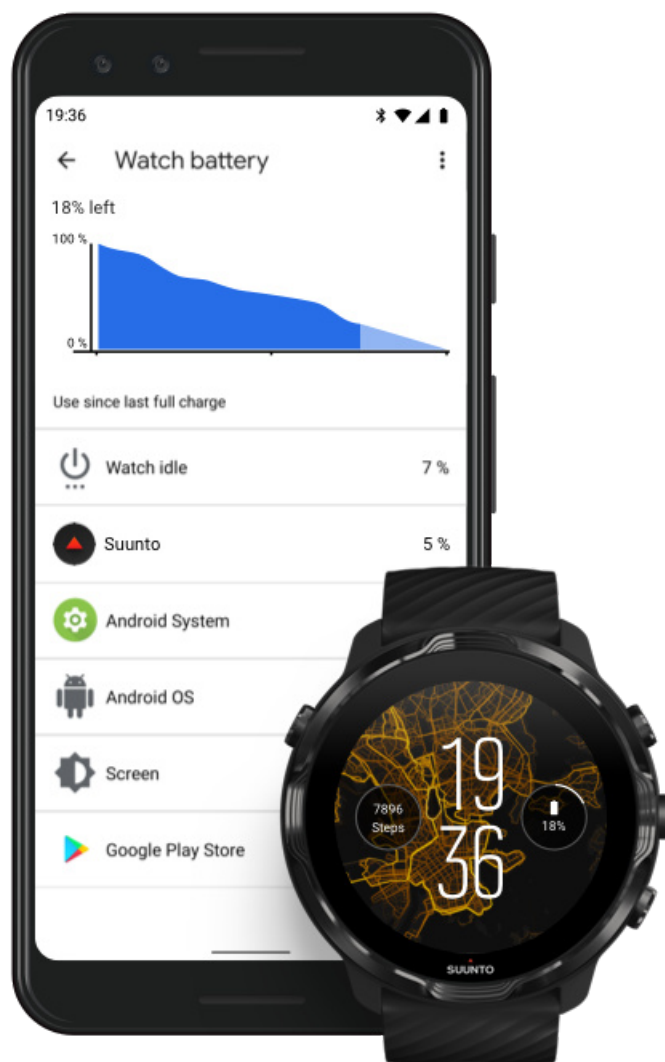 19:36
Watch battery
18% left
100 %
0 %
Use since last full charge
Watch idle 7 %
Suunto 5 %
Android System
Android OS
Screen
Google Play Store
19
36
7896
Steps
18%
SUUNTO